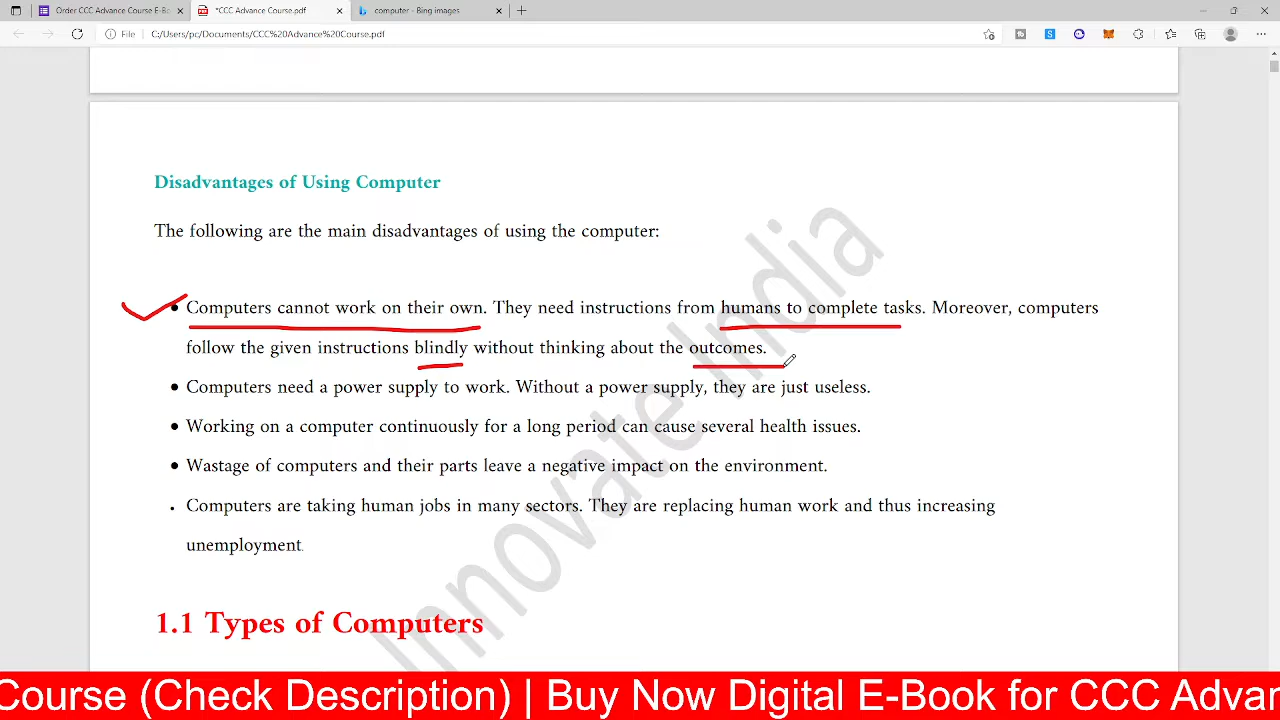 Order CCC Advance Course E-B
*CCC Advance Course.pdf
computer - Bing images
File C:/Users/pc/Documents/CCC%20Advance%20Course.pdf
Disadvantages of Using Computer
The following are the main disadvantages of using the computer:
• Computers cannot work on their own. They need instructions from humans to complete tasks. Moreover, computers
follow the given instructions blindly without thinking about the outcomes.
• Computers need a power supply to work. Without a power supply, they are just useless.
• Working on a computer continuously for a long period can cause several health issues.
• Wastage of computers and their parts leave a negative impact on the environment.
• Computers are taking human jobs in many sectors. They are replacing human work and thus increasing
unemployment.
Innovate India
1.1 Types of Computers
Course (Check Description) | Buy Now Digital E-Book for CCC Advan